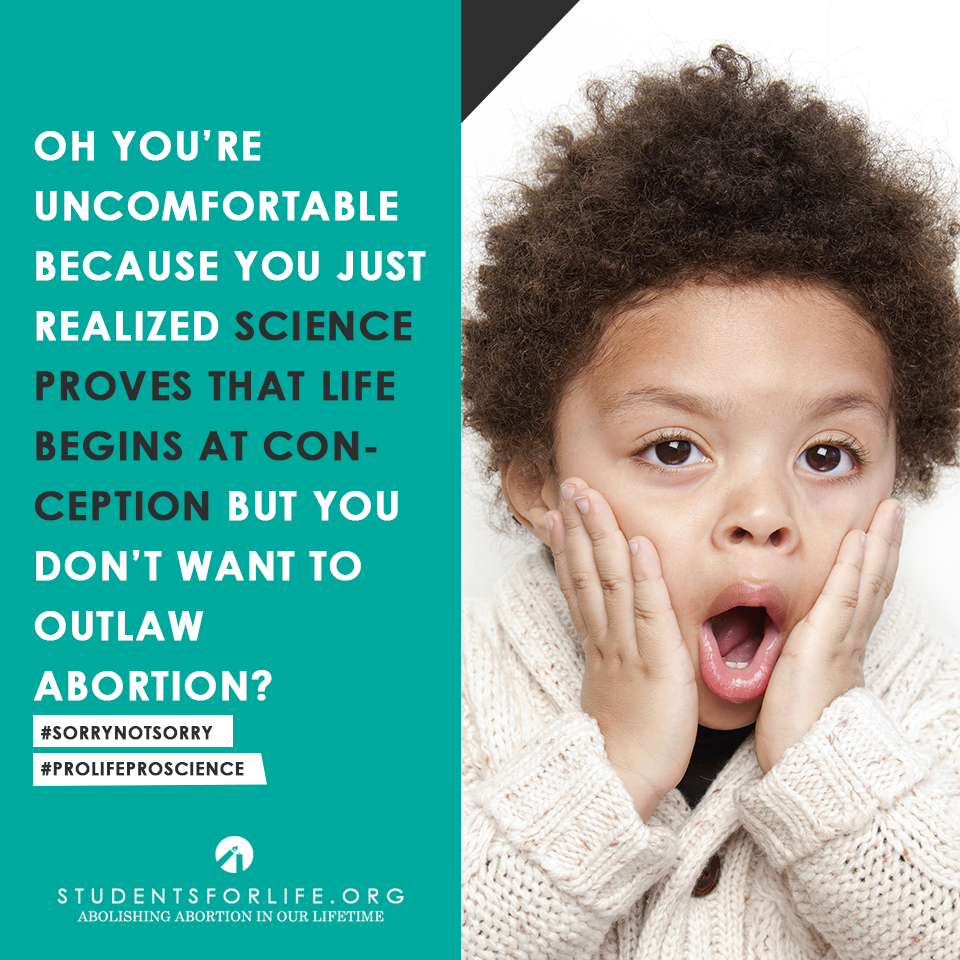 OH YOU'RE
UNCOMFORTABLE
BECAUSE YOU JUST
REALIZED SCIENCE
PROVES THAT LIFE
BEGINS AT CON-
CEPTION BUT YOU
DON'T WANT TO
OUTLAW
ABORTION?
#SORRYNOTSORRY
#PROLIFEPROSCIENCE
STUDENTSFORLIFE.ORG
ABOLISHING ABORTION IN OUR LIFETIME